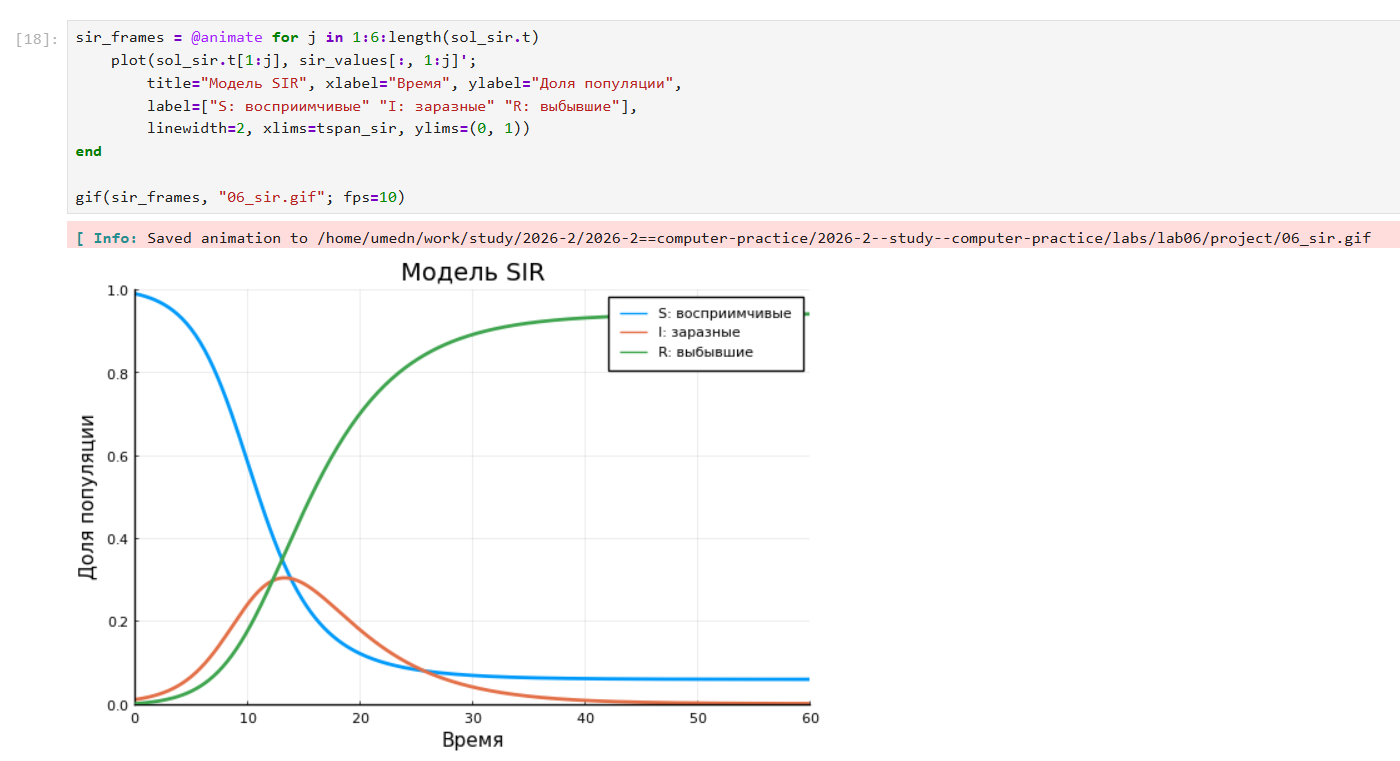 [18]:
sir_frames = @animate for j in 1:6:length(sol_sir.t)
    plot(sol_sir.t[1:j], sir_values[:, 1:j]';
        title="Модель SIR", xlabel="Время", ylabel="Доля популяции",
        label=["S: восприимчивые" "I: заразные" "R: выбывшие"],
        linewidth=2, xlims=tspan_sir, ylims=(0, 1))
end
gif(sir_frames, "06_sir.gif"; fps=10)
[ Info: Saved animation to /home/umedn/work/study/2026-2/2026-2==computer-practice/2026-2--study--computer-practice/labs/lab06/project/06_sir.gif
Модель SIR
S: восприимчивые
I: заразные
R: выбывшие
1.0
0.8
0.6
0.4
0.2
0.0
Доля популяции
0 10 20 30 40 50 60
Время